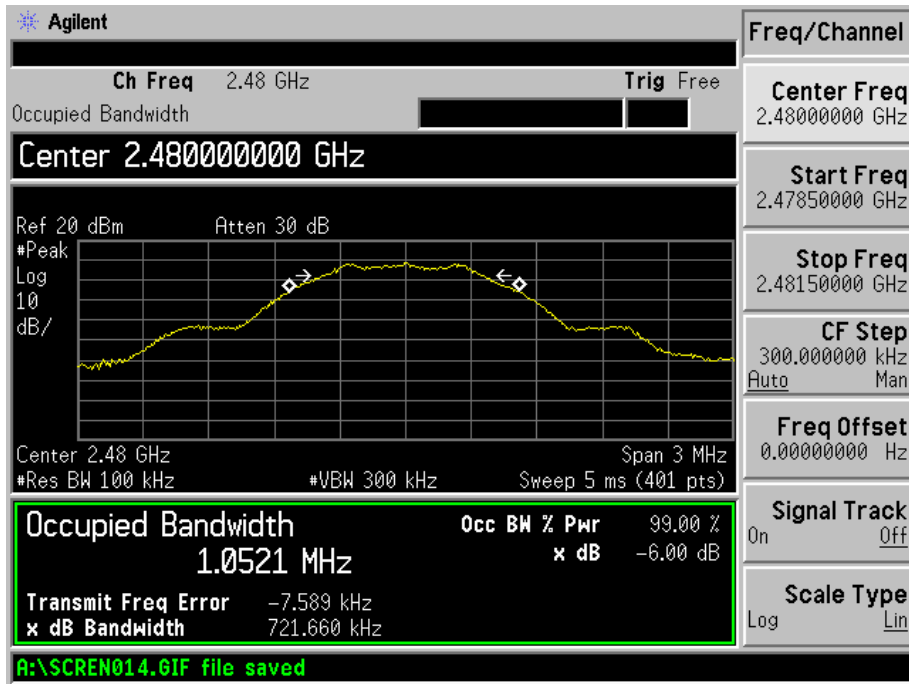 Agilent
Freq/Channel
Ch Freq 2.48 GHz Trig Free
Occupied Bandwidth
Center 2.480000000 GHz
Ref 20 dBm Atten 30 dB
#Peak
Log
10
dB/
Center 2.48 GHz Span 3 MHz
#Res BW 100 kHz #VBW 300 kHz Sweep 5 ms (401 pts)
Occupied Bandwidth Occ BW % Pwr 99.00 %
1.0521 MHz x dB -6.00 dB
Transmit Freq Error -7.589 kHz
x dB Bandwidth 721.660 kHz
A:\SCREN014.GIF file saved
Center Freq
2.48000000 GHz
Start Freq
2.47850000 GHz
Stop Freq
2.48150000 GHz
CF Step
300.000000 kHz
Auto Man
Freq Offset
0.00000000 Hz
Signal Track
On Off
Scale Type
Log Lin